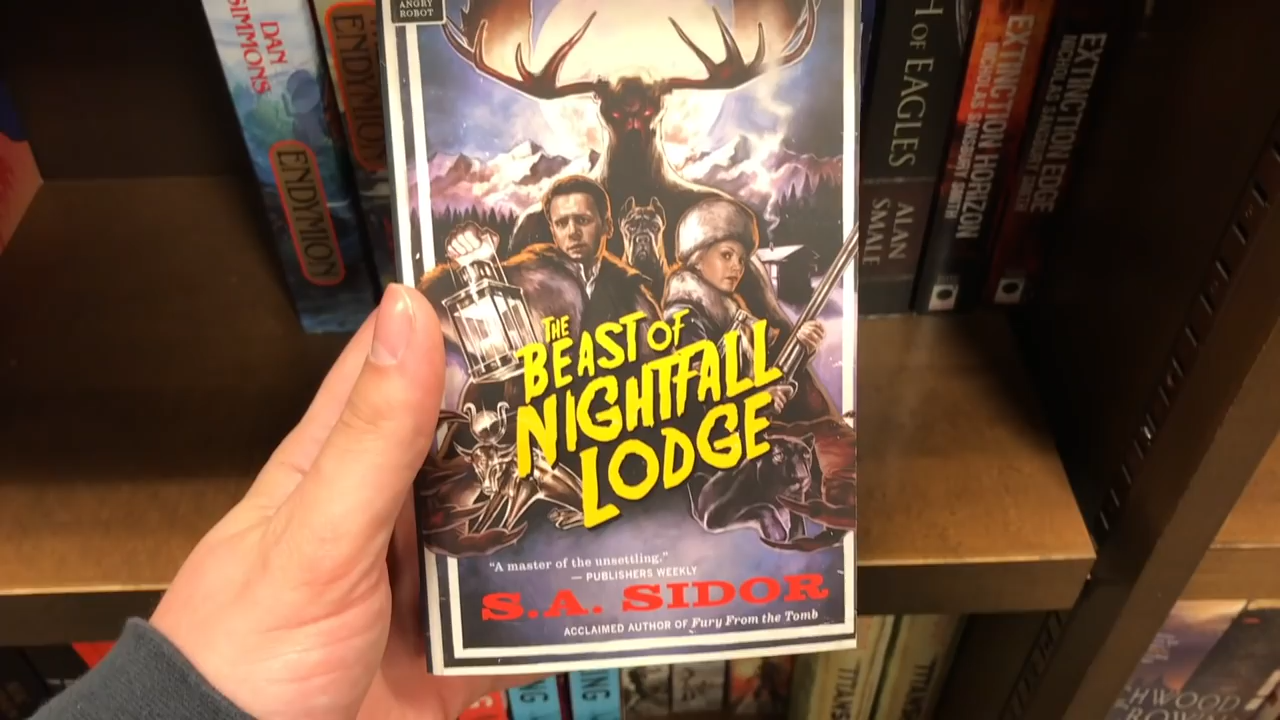 ANGRY
ROBOT
THE
BEAST OF
NIGHTFALL
LODGE
"A master of the unsettling."
— PUBLISHERS WEEKLY
S.A. SIDOR
ACCLAIMED AUTHOR OF Fury From the Tomb
DAN
SIMMONS
ENDYMION
ENDYMION
OF EAGLES
ALAN
SMALE
EXTINCTION HORIZON
NICHOLAS SANSBURY SMITH
EXTINCTION EDGE
NICHOLAS SANSBURY SMITH